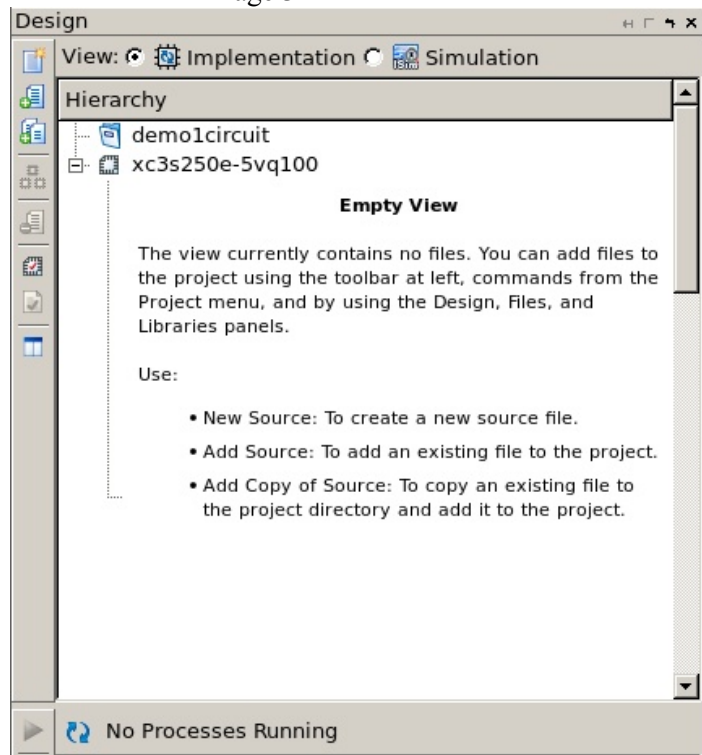 Design
View: Implementation Simulation
Hierarchy
demo1circuit
xc3s250e-5vq100
Empty View
The view currently contains no files. You can add files to
the project using the toolbar at left, commands from the
Project menu, and by using the Design, Files, and
Libraries panels.
Use:
• New Source: To create a new source file.
• Add Source: To add an existing file to the project.
• Add Copy of Source: To copy an existing file to
the project directory and add it to the project.
No Processes Running